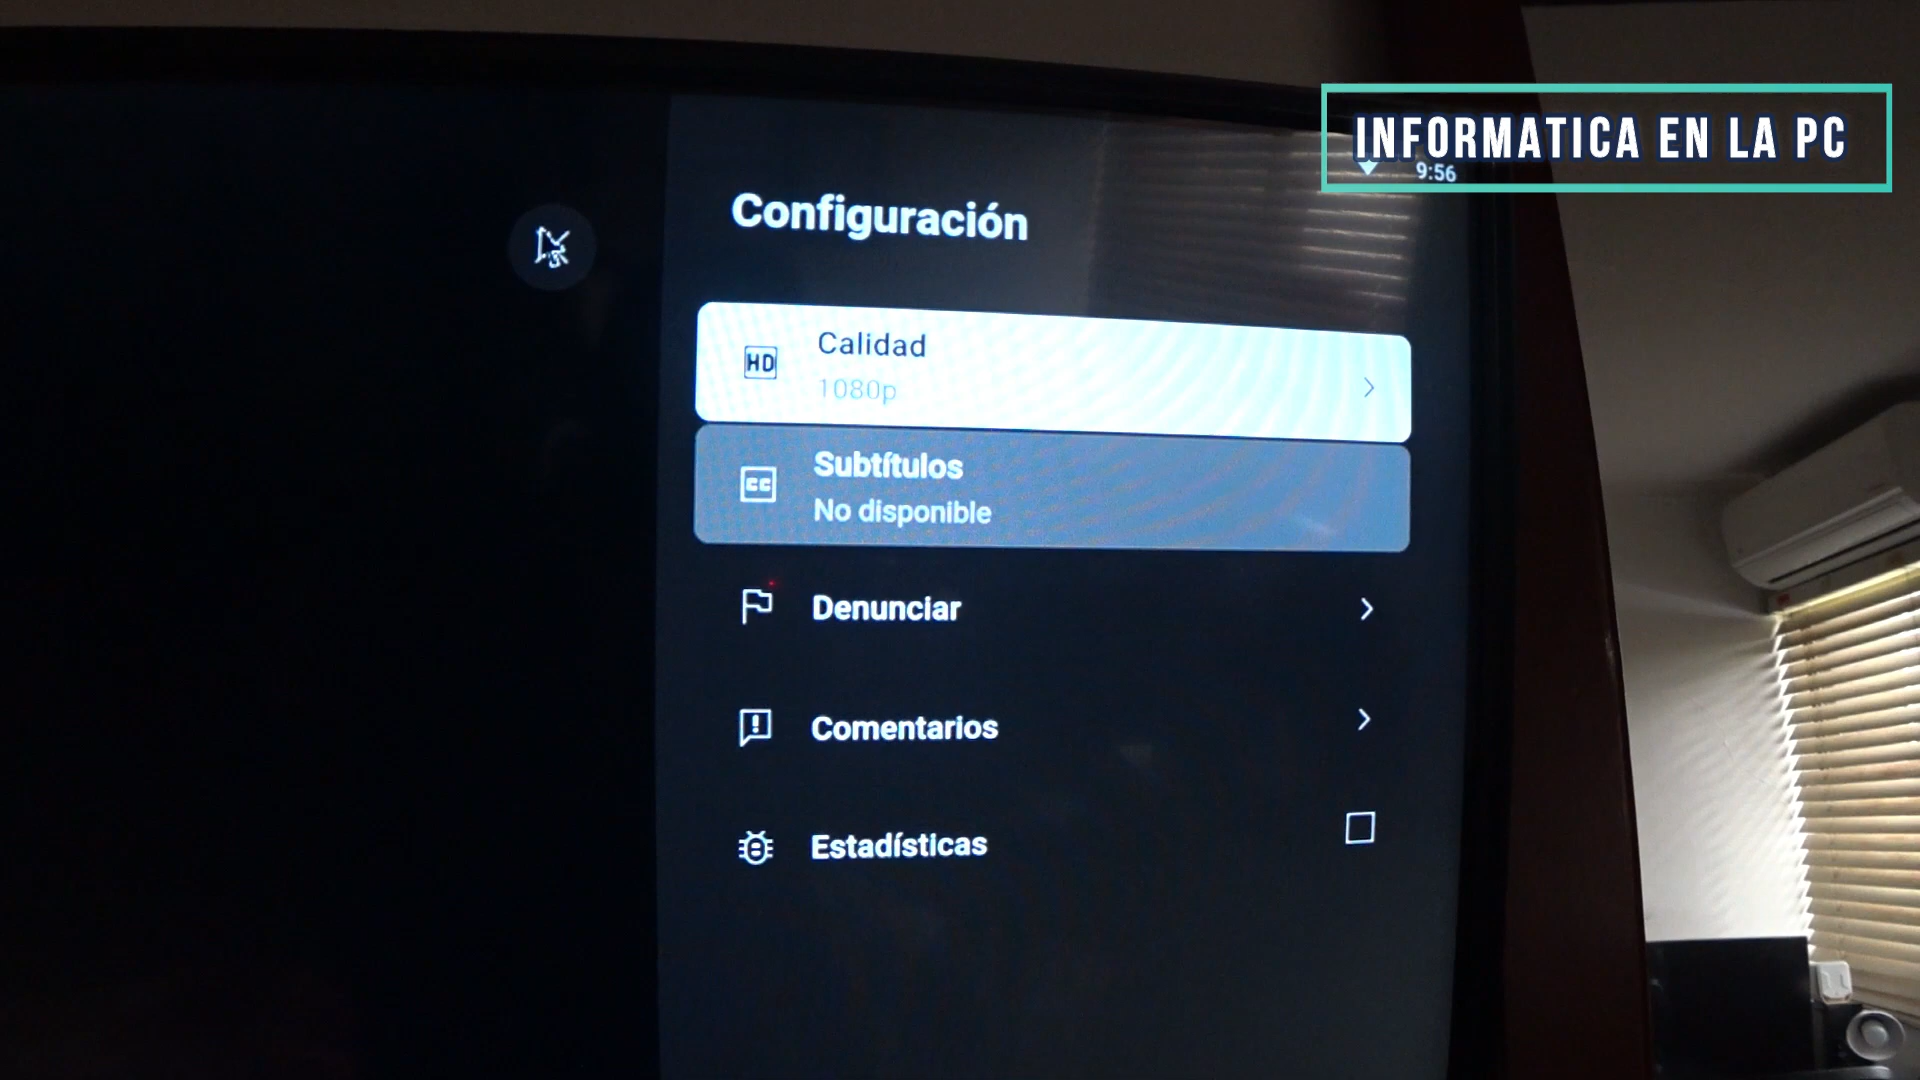 INFORMATICA EN LA PC
9:56
Configuración
HD
Calidad
1080p
CC
Subtítulos
No disponible
Denunciar
Comentarios
Estadísticas